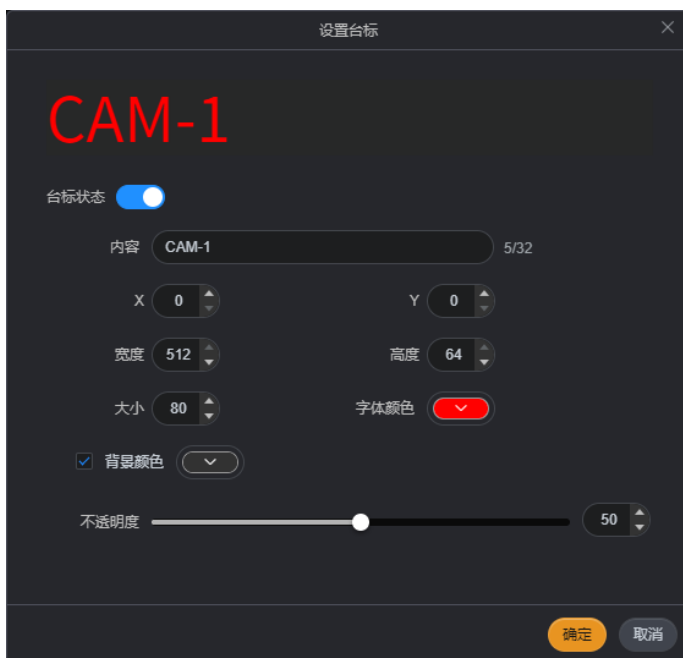 设置台标
CAM-1
台标状态
内容 CAM-1 5/32
X 0 Y 0
宽度 512 高度 64
大小 80 字体颜色
背景颜色
不透明度 50
确定 取消